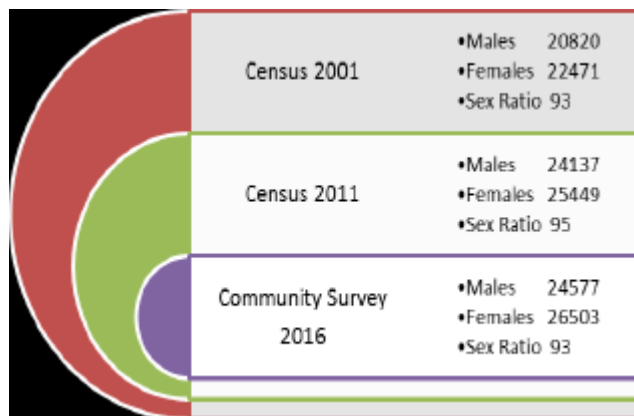 Census 2001
•Males 20820
•Females 22471
•Sex Ratio 93
Census 2011
•Males 24137
•Females 25449
•Sex Ratio 95
Community Survey
2016
•Males 24577
•Females 26503
•Sex Ratio 93